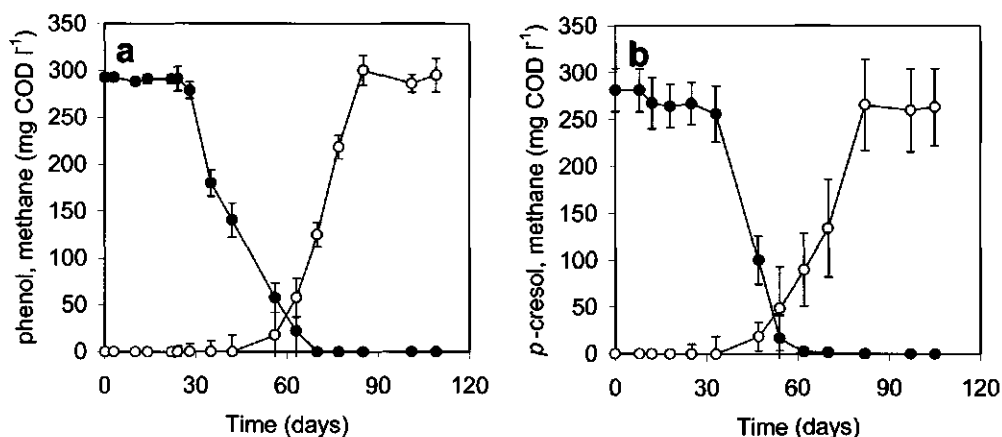 a
phenol, methane (mg COD l⁻¹)
350
300
250
200
150
100
50
0
0 30 60 90 120
Time (days)
b
p-cresol, methane (mg COD l⁻¹)
350
300
250
200
150
100
50
0
0 30 60 90 120
Time (days)